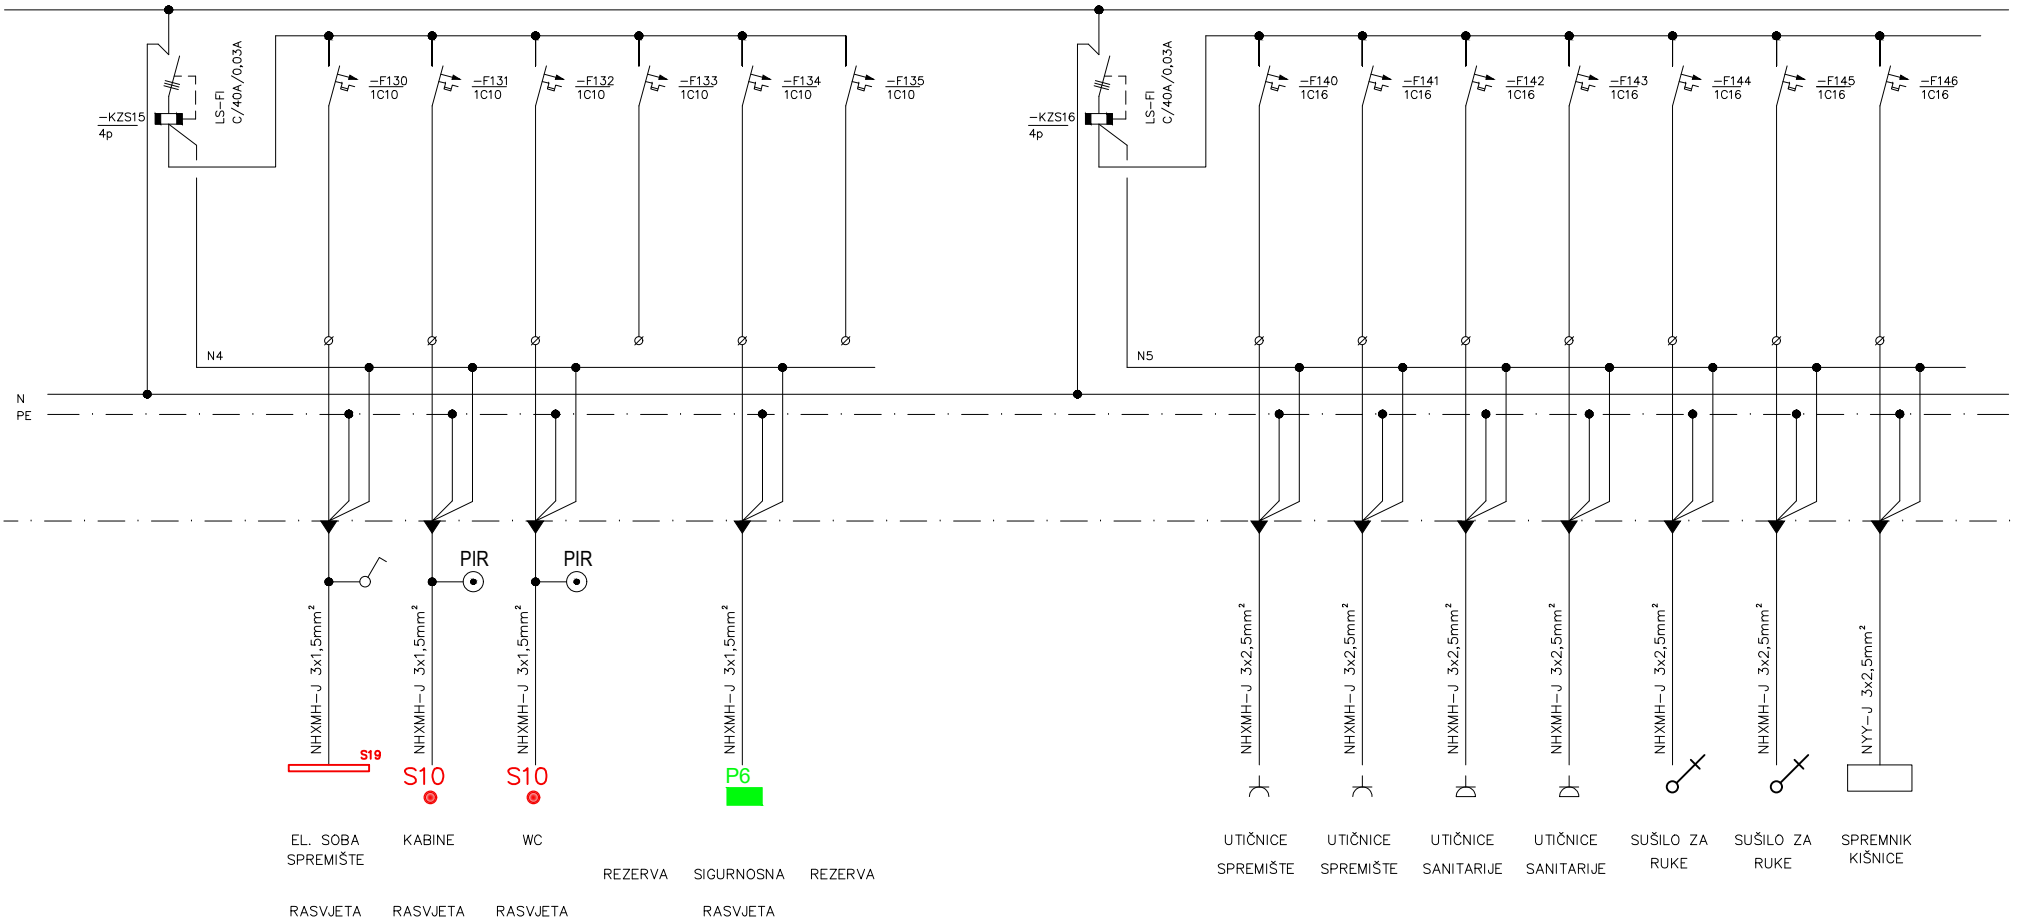 -KZS15
4p
LS-FI
C/40A/0,03A
-F130
1C10
-F131
1C10
-F132
1C10
-F133
1C10
-F134
1C10
-F135
1C10
-KZS16
4p
LS-FI
C/40A/0,03A
-F140
1C16
-F141
1C16
-F142
1C16
-F143
1C16
-F144
1C16
-F145
1C16
-F146
1C16
N4
N5
N
PE
PIR
PIR
NHXMH-J 3x1,5mm²
NHXMH-J 3x1,5mm²
NHXMH-J 3x1,5mm²
NHXMH-J 3x1,5mm²
NHXMH-J 3x2,5mm²
NHXMH-J 3x2,5mm²
NHXMH-J 3x2,5mm²
NHXMH-J 3x2,5mm²
NHXMH-J 3x2,5mm²
NHXMH-J 3x2,5mm²
NYY-J 3x2,5mm²
S19
S10
S10
P6
EL. SOBA
SPREMIŠTE
RASVJETA
KABINE
RASVJETA
WC
RASVJETA
REZERVA
SIGURNOSNA
RASVJETA
REZERVA
UTIČNICE
SPREMIŠTE
UTIČNICE
SPREMIŠTE
UTIČNICE
SANITARIJE
UTIČNICE
SANITARIJE
SUŠILO ZA
RUKE
SUŠILO ZA
RUKE
SPREMNIK
KIŠNICE